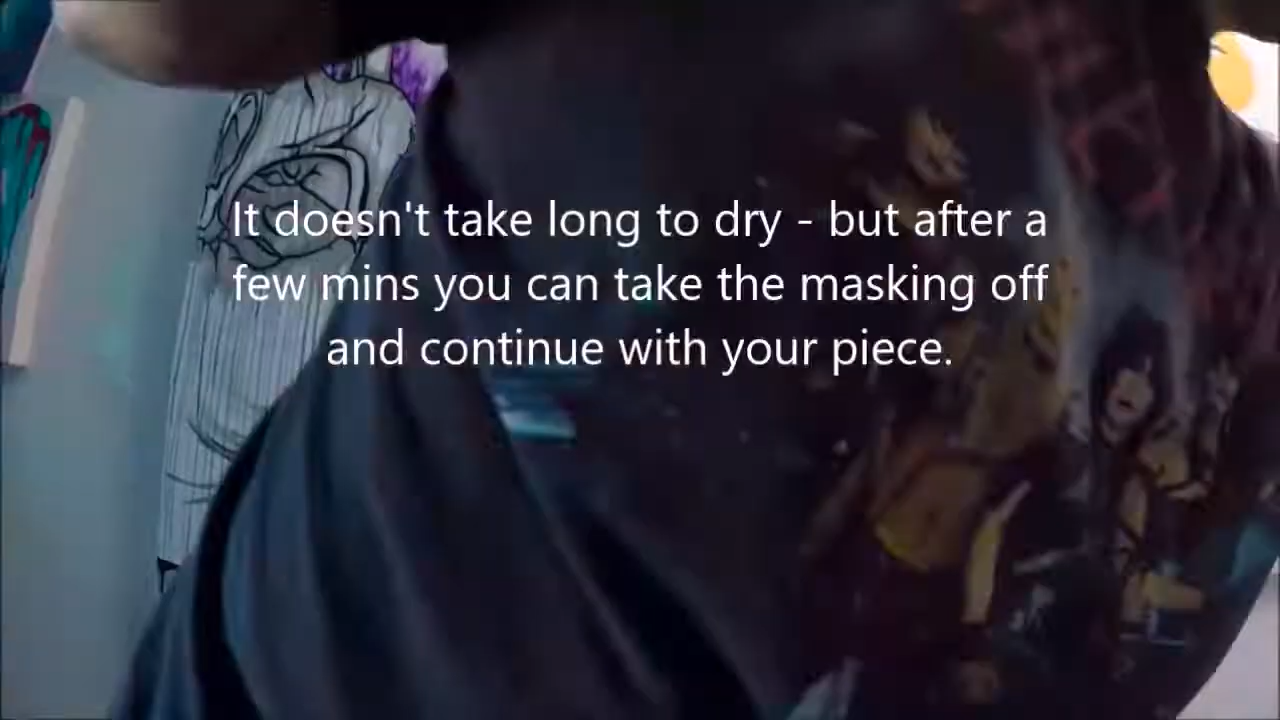 It doesn't take long to dry - but after a
few mins you can take the masking off
and continue with your piece.